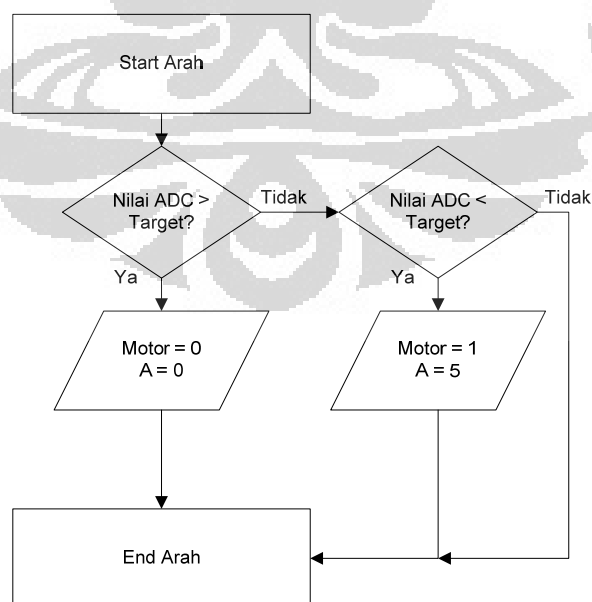 Start Arah
Nilai ADC >
Target?
Tidak
Nilai ADC <
Target?
Tidak
Ya
Ya
Motor = 0
A = 0
Motor = 1
A = 5
End Arah